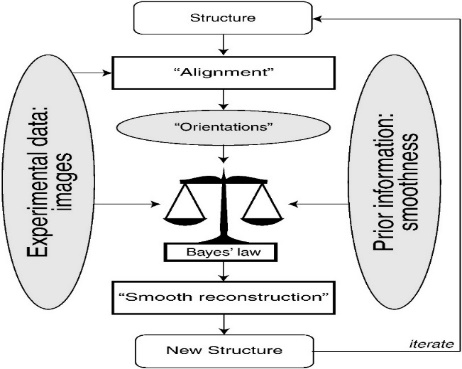 Structure
“Alignment”
“Orientations”
Experimental data:
images
Prior information:
smoothness
Bayes’ law
“Smooth reconstruction”
New Structure
iterate